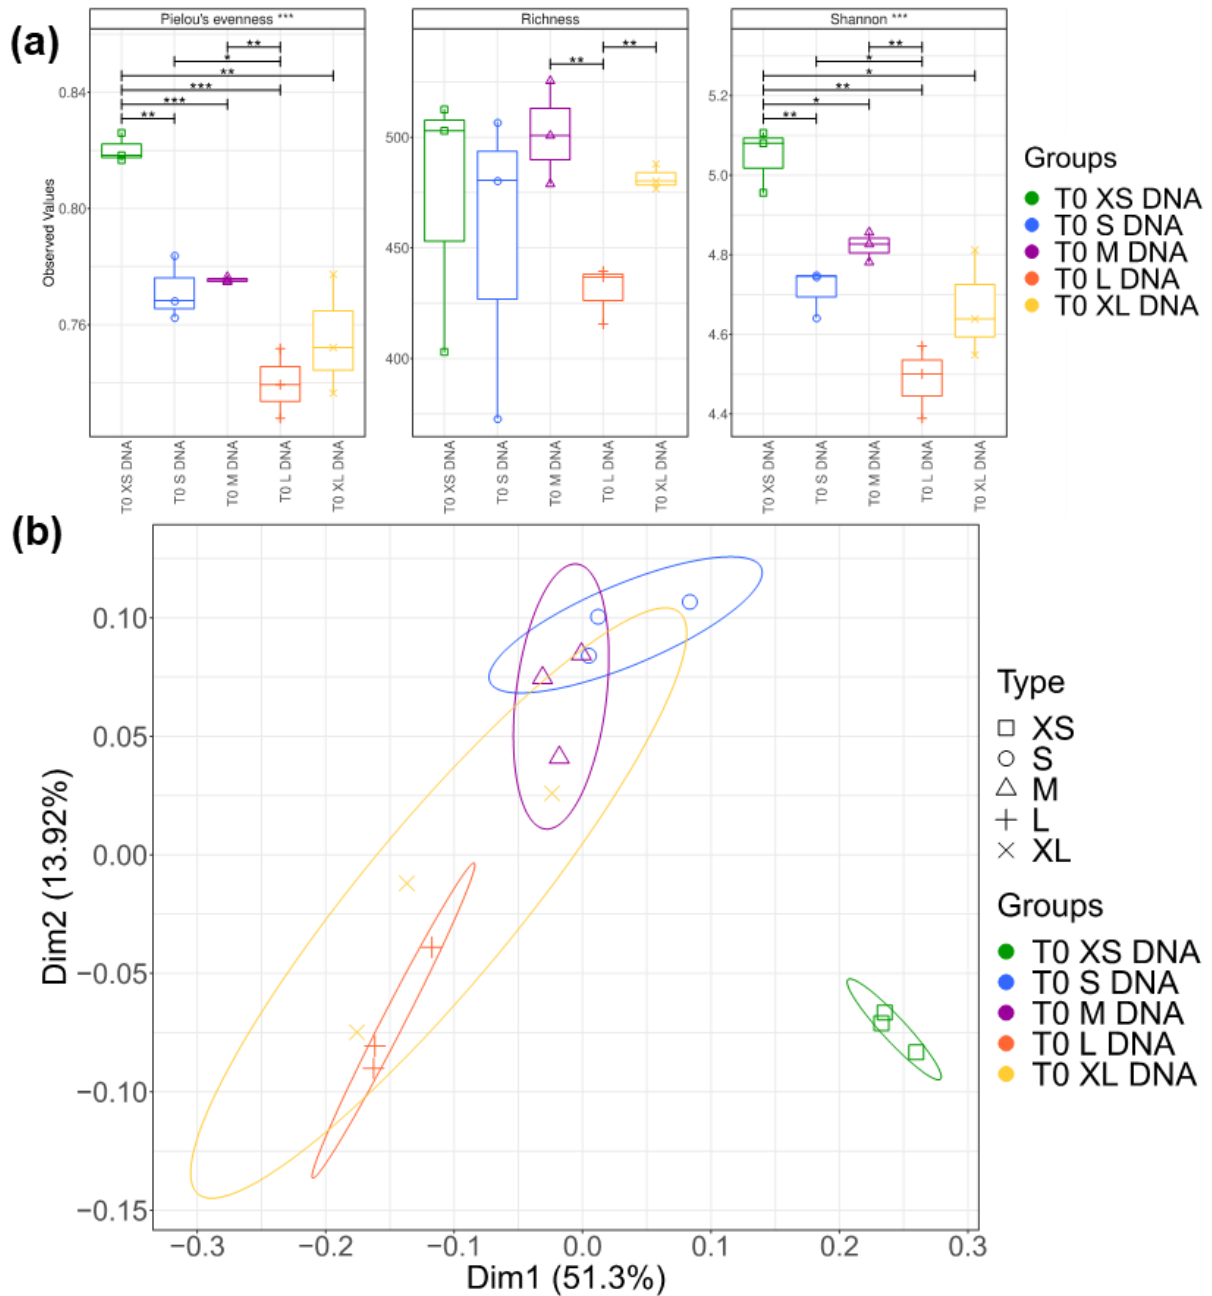 (a)
Pielou's evenness ***
Richness
Shannon ***
Observed Values
0.84
0.80
0.76
500
450
400
5.2
5.0
4.8
4.6
4.4
**
*
**
***
***
**
**
**
**
*
*
**
*
**
T0 XS DNA
T0 S DNA
T0 M DNA
T0 L DNA
T0 XL DNA
T0 XS DNA
T0 S DNA
T0 M DNA
T0 L DNA
T0 XL DNA
T0 XS DNA
T0 S DNA
T0 M DNA
T0 L DNA
T0 XL DNA
Groups
T0 XS DNA
T0 S DNA
T0 M DNA
T0 L DNA
T0 XL DNA
(b)
Dim2 (13.92%)
0.10
0.05
0.00
−0.05
−0.10
−0.15
−0.3
−0.2
−0.1
0.0
0.1
0.2
0.3
Dim1 (51.3%)
Type
XS
S
M
L
XL
Groups
T0 XS DNA
T0 S DNA
T0 M DNA
T0 L DNA
T0 XL DNA